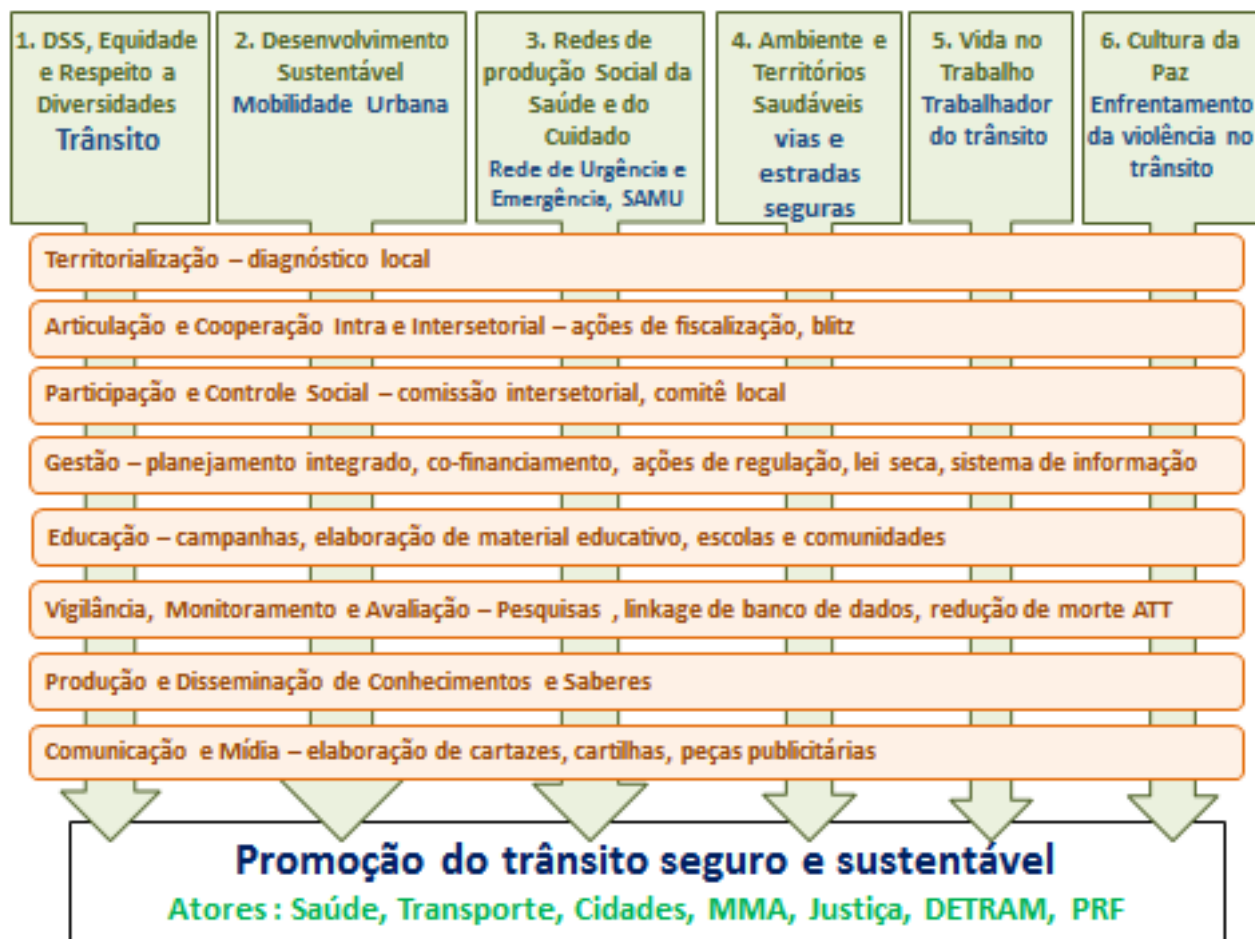 1. DSS, Equidade
e Respeito a
Diversidades
Trânsito
2. Desenvolvimento
Sustentável
Mobilidade Urbana
3. Redes de
produção Social da
Saúde e do
Cuidado
Rede de Urgência e
Emergência, SAMU
4. Ambiente e
Territórios
Saudáveis
vias e
estradas
seguras
5. Vida no
Trabalho
Trabalhador
do trânsito
6. Cultura da
Paz
Enfrentamento
da violência no
trânsito
Territorialização – diagnóstico local
Articulação e Cooperação Intra e Intersetorial – ações de fiscalização, blitz
Participação e Controle Social – comissão intersetorial, comitê local
Gestão – planejamento integrado, co-financiamento, ações de regulação, lei seca, sistema de informação
Educação – campanhas, elaboração de material educativo, escolas e comunidades
Vigilância, Monitoramento e Avaliação – Pesquisas , linkage de banco de dados, redução de morte ATT
Produção e Disseminação de Conhecimentos e Saberes
Comunicação e Mídia – elaboração de cartazes, cartilhas, peças publicitárias
Promoção do trânsito seguro e sustentável
Atores : Saúde, Transporte, Cidades, MMA, Justiça, DETRAM, PRF